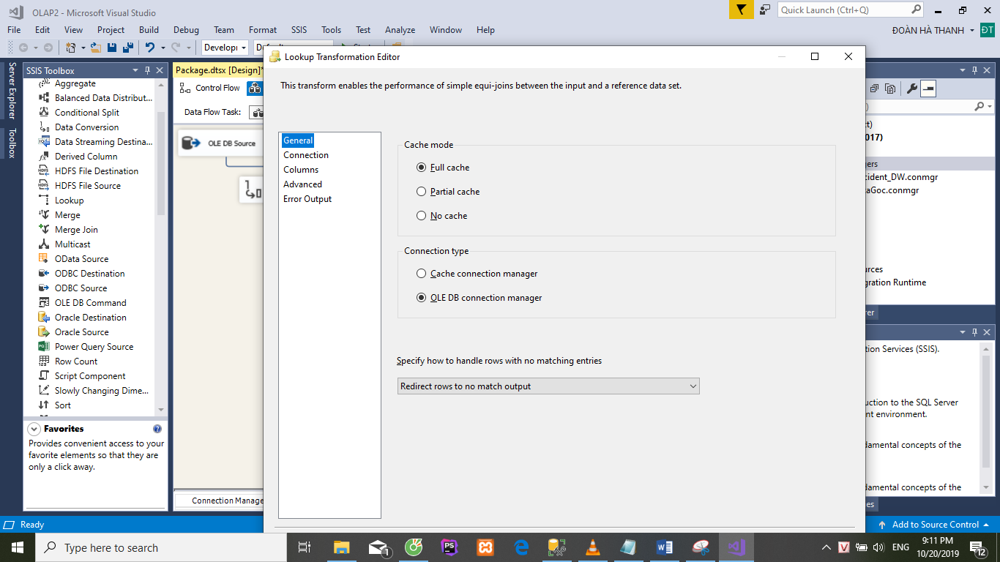 OLAP2 - Microsoft Visual Studio
Quick Launch (Ctrl+Q)
File Edit View Project Build Debug Team Format SSIS Tools Test Analyze Window Help
ĐOÀN HÀ THANH
ĐT
Server Explorer
Toolbox
SSIS Toolbox
Aggregate
Balanced Data Distribut...
Conditional Split
Data Conversion
Data Streaming Destina...
Derived Column
HDFS File Destination
HDFS File Source
Lookup
Merge
Merge Join
Multicast
OData Source
ODBC Destination
ODBC Source
OLE DB Command
Oracle Destination
Oracle Source
Power Query Source
Row Count
Script Component
Slowly Changing Dime...
Sort
Favorites
Provides convenient access to your
favorite elements so that they are
only a click away.
Developi
Package.dtsx [Design]*
Control Flow
Data Flow Task:
OLE DB Source
Connection Manage
Lookup Transformation Editor
This transform enables the performance of simple equi-joins between the input and a reference data set.
General
Connection
Columns
Advanced
Error Output
Cache mode
Full cache
Partial cache
No cache
Connection type
Cache connection manager
OLE DB connection manager
Specify how to handle rows with no matching entries
Redirect rows to no match output
ct)
017)
gers
cident_DW.conmgr
taGoc.conmgr
urces
gration Runtime
rer
tion Services (SSIS).
uction to the SQL Server
nt environment.
damental concepts of the
damental concepts of the
es
Ready
Add to Source Control
Type here to search
1
PS
ENG
9:11 PM
10/20/2019
12